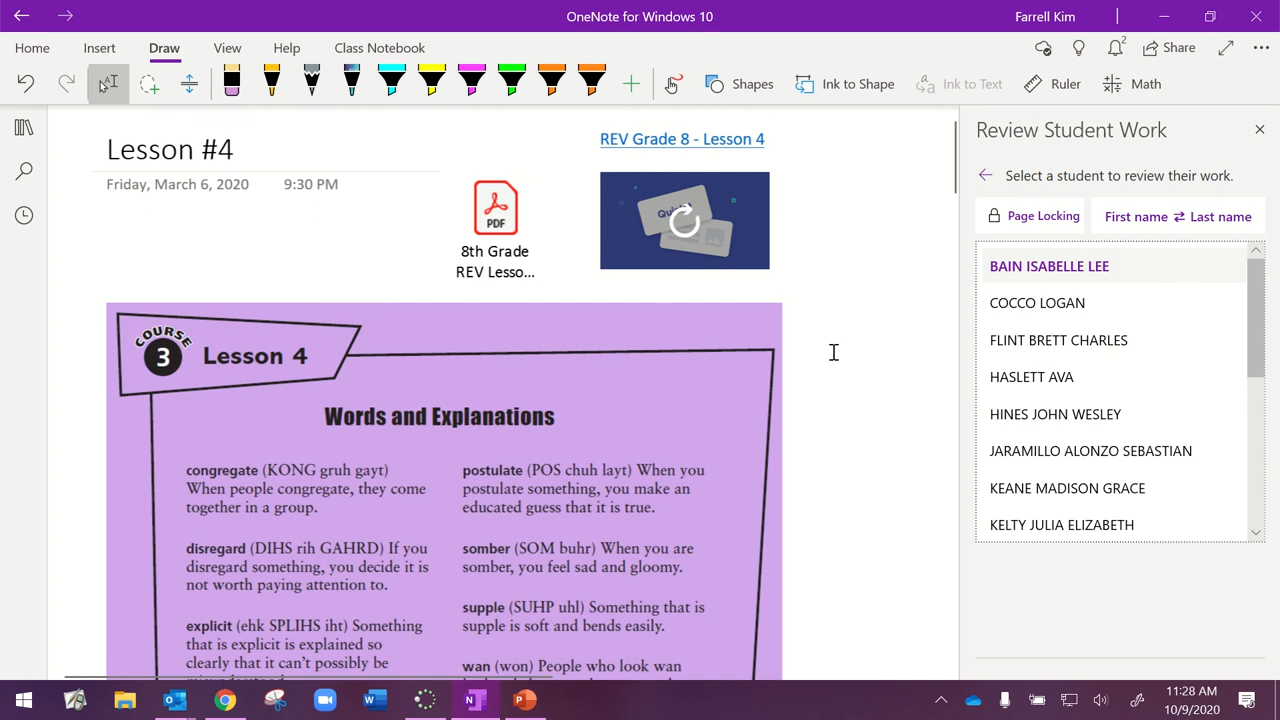 OneNote for Windows 10
Farrell Kim
Home Insert Draw View Help Class Notebook
2
Share
Shapes
Ink to Shape
Ink to Text
Ruler
Math
Lesson #4
Friday, March 6, 2020 9:30 PM
REV Grade 8 - Lesson 4
PDF
8th Grade
REV Lesso...
COURSE
3
Lesson 4
Words and Explanations
congregate (KONG gruh gayt)
When people congregate, they come
together in a group.
disregard (DIHS rih GAHRD) If you
disregard something, you decide it is
not worth paying attention to.
explicit (ehk SPLIHS iht) Something
that is explicit is explained so
clearly that it can't possibly be
postulate (POS chuh layt) When you
postulate something, you make an
educated guess that it is true.
somber (SOM buhr) When you are
somber, you feel sad and gloomy.
supple (SUHP uhl) Something that is
supple is soft and bends easily.
wan (won) People who look wan
Review Student Work
Select a student to review their work.
Page Locking
First name ⇄ Last name
BAIN ISABELLE LEE
COCCO LOGAN
FLINT BRETT CHARLES
HASLETT AVA
HINES JOHN WESLEY
JARAMILLO ALONZO SEBASTIAN
KEANE MADISON GRACE
KELTY JULIA ELIZABETH
11:28 AM
10/9/2020